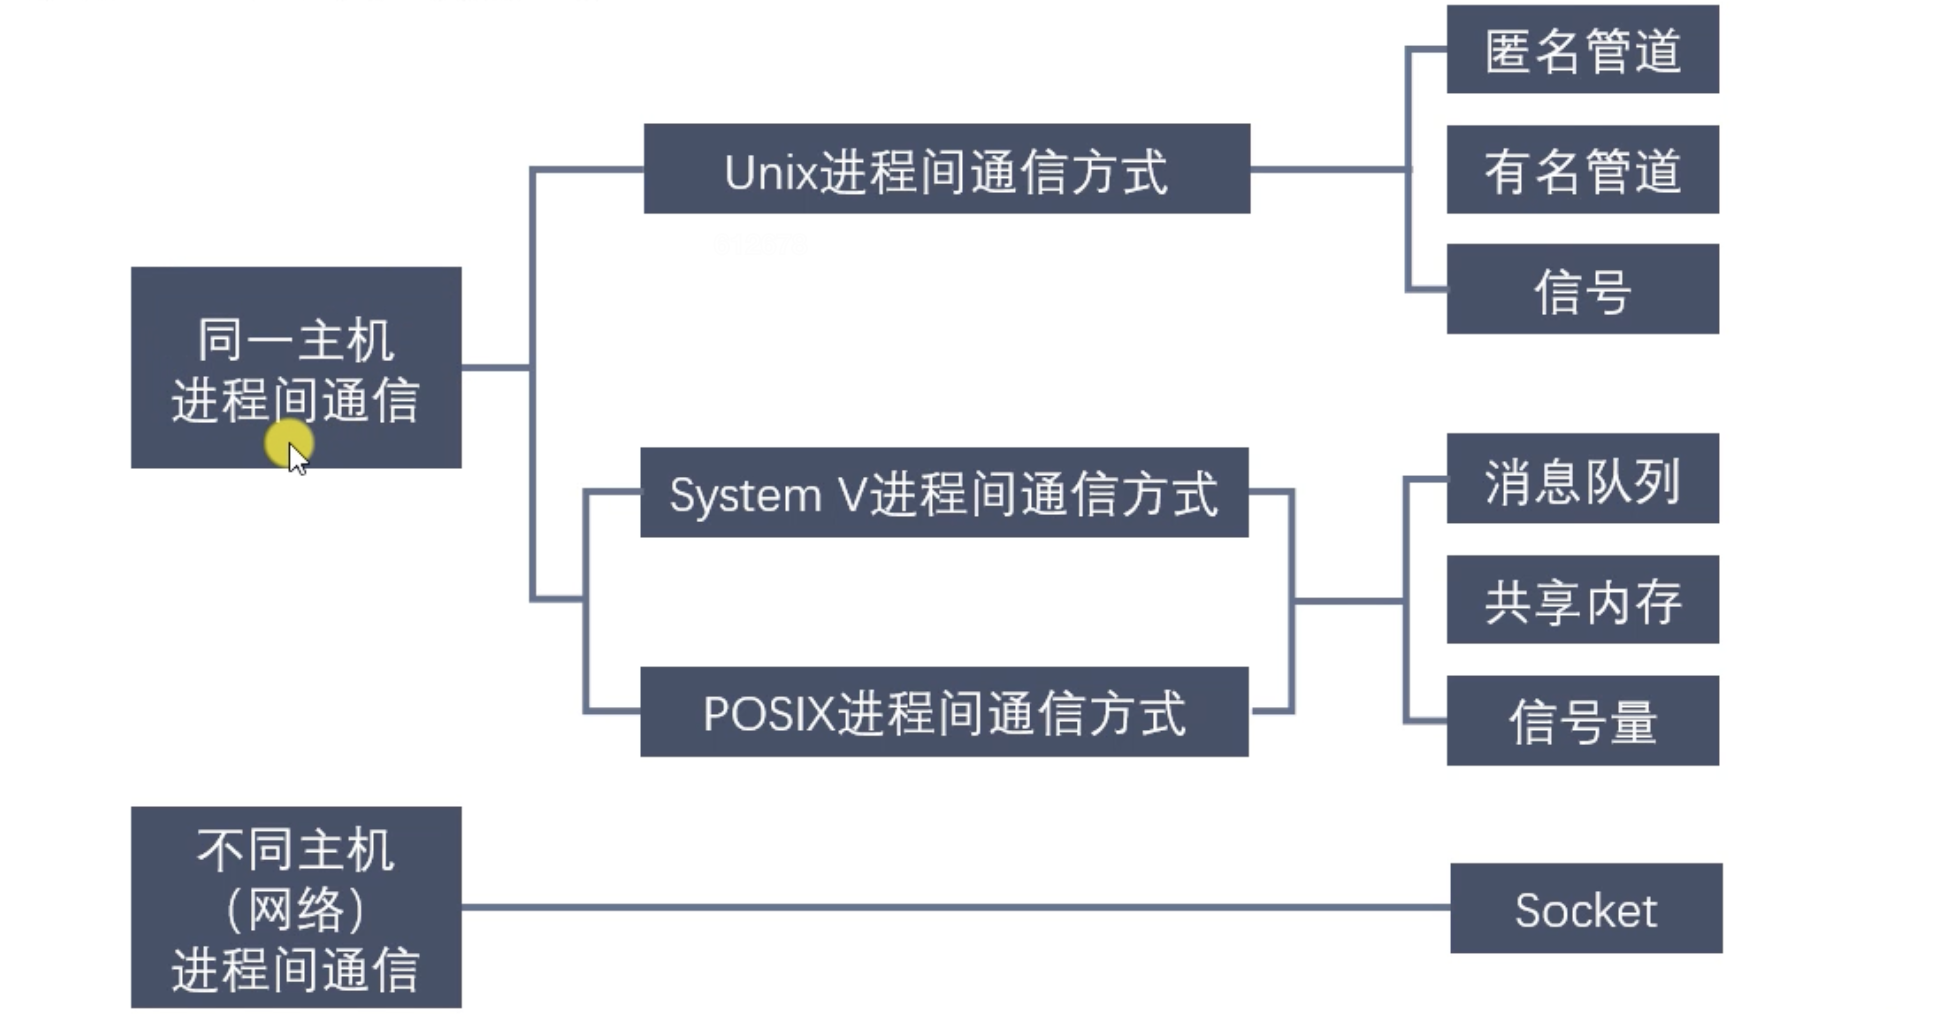 匿名管道
Unix进程间通信方式
有名管道
信号
同一主机
进程间通信
System V进程间通信方式
消息队列
共享内存
POSIX进程间通信方式
信号量
不同主机
（网络）
进程间通信
Socket